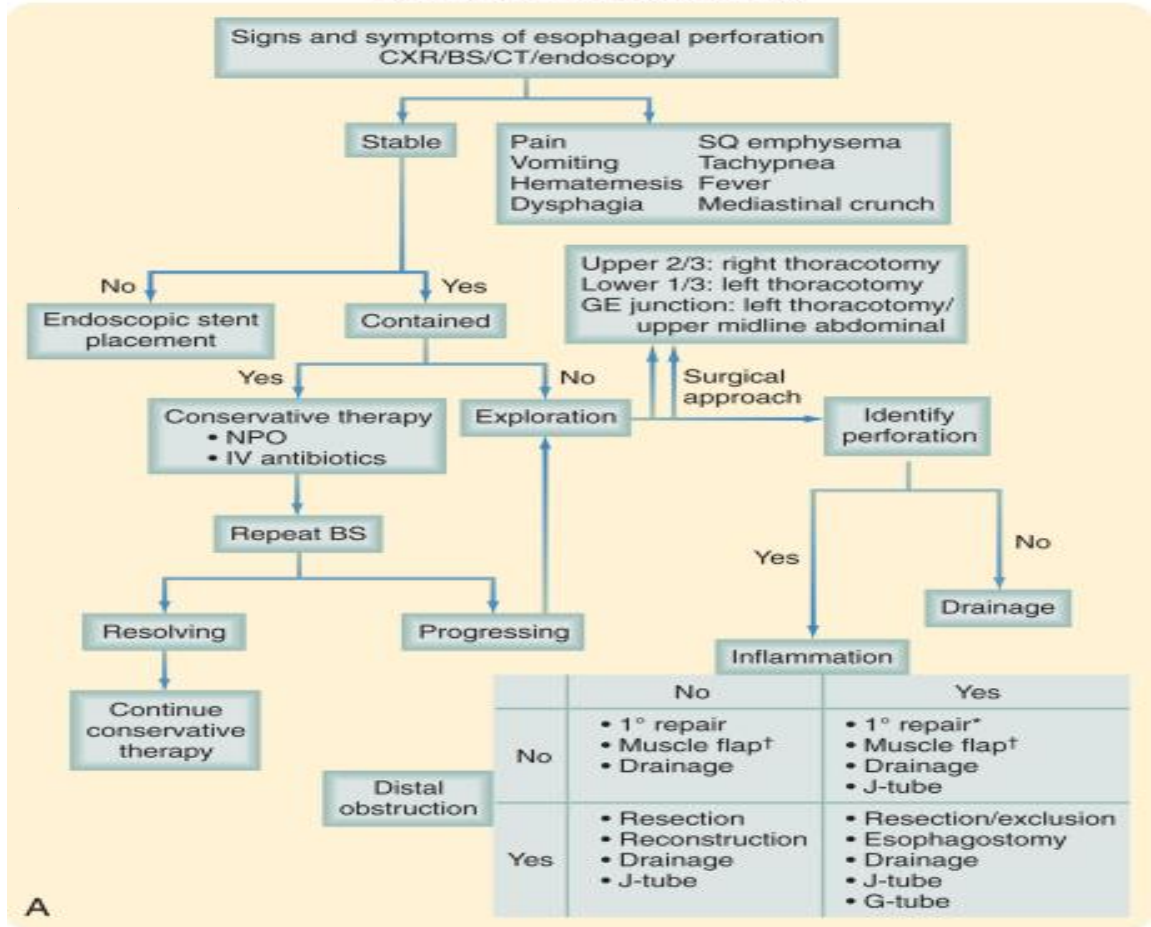 Signs and symptoms of esophageal perforation
CXR/BS/CT/endoscopy
Stable
Pain SQ emphysema
Vomiting Tachypnea
Hematemesis Fever
Dysphagia Mediastinal crunch
Upper 2/3: right thoracotomy
Lower 1/3: left thoracotomy
GE junction: left thoracotomy/
upper midline abdominal
No
Yes
Endoscopic stent
placement
Contained
Yes
No
Surgical
approach
Conservative therapy
• NPO
• IV antibiotics
Exploration
Identify
perforation
Repeat BS
Yes
No
Resolving
Progressing
Drainage
Inflammation
Continue
conservative
therapy
Distal
obstruction
No
Yes
No
• 1° repair
• Muscle flap†
• Drainage
• 1° repair*
• Muscle flap†
• Drainage
• J-tube
Yes
• Resection
• Reconstruction
• Drainage
• J-tube
• Resection/exclusion
• Esophagostomy
• Drainage
• J-tube
• G-tube
A